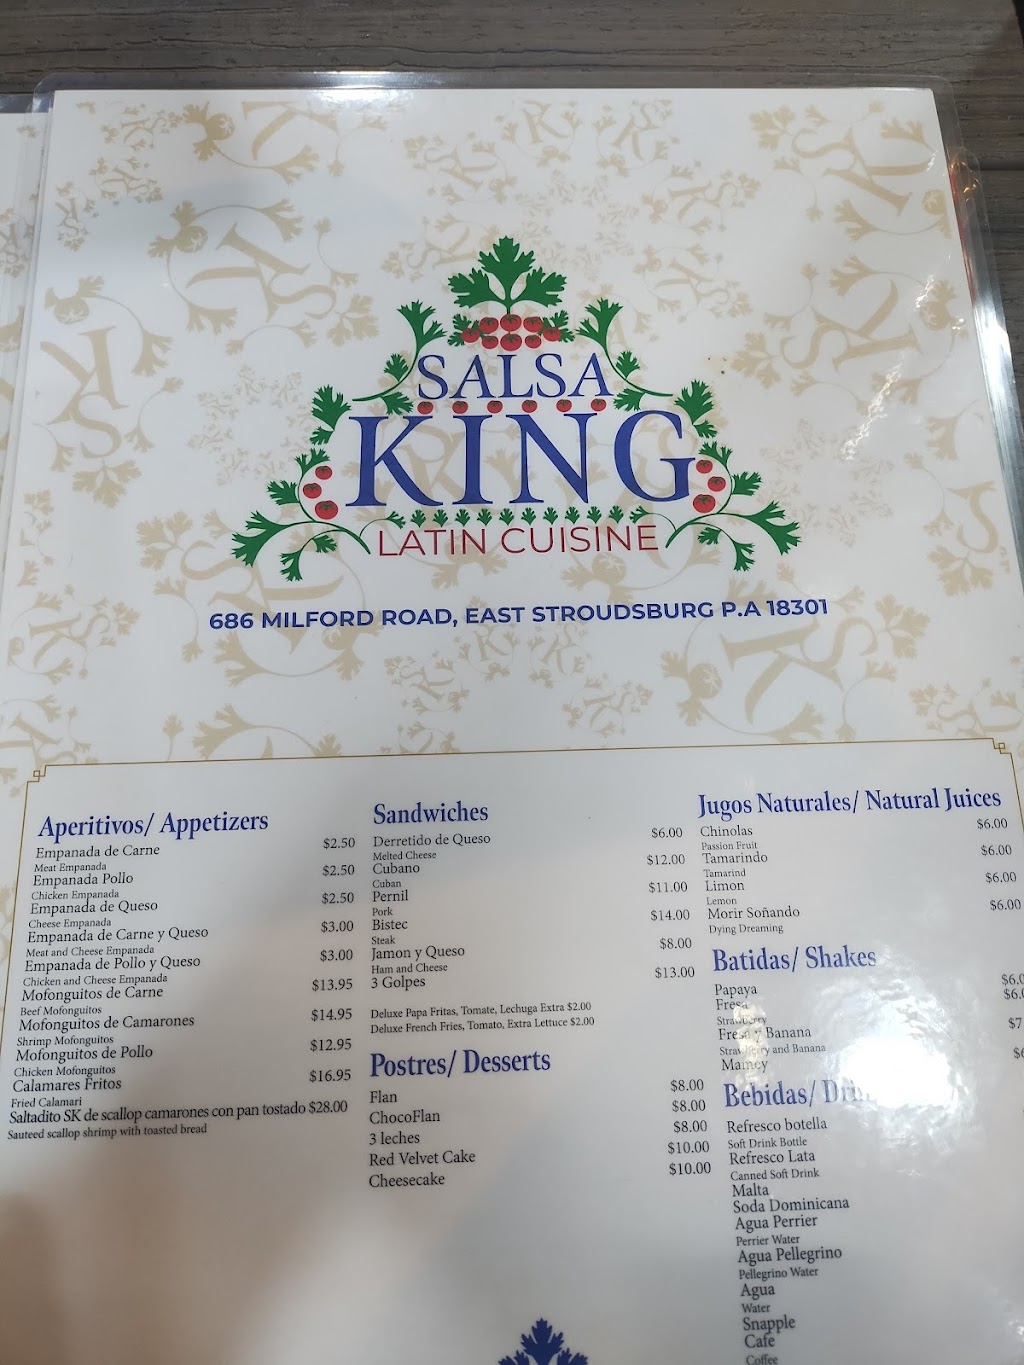 SALSA
KING
LATIN CUISINE
686 MILFORD ROAD, EAST STROUDSBURG P.A 18301
Aperitivos/ Appetizers
Empanada de Carne $2.50
Meat Empanada
Empanada Pollo $2.50
Chicken Empanada
Empanada de Queso $2.50
Cheese Empanada
Empanada de Carne y Queso $3.00
Meat and Cheese Empanada
Empanada de Pollo y Queso $3.00
Chicken and Cheese Empanada
Mofonguitos de Carne $13.95
Beef Mofonguitos
Mofonguitos de Camarones $14.95
Shrimp Mofonguitos
Mofonguitos de Pollo $12.95
Chicken Mofonguitos
Calamares Fritos $16.95
Fried Calamari
Saltadito SK de scallop camarones con pan tostado $28.00
Sauteed scallop shrimp with toasted bread
Sandwiches
Derretido de Queso $6.00
Melted Cheese
Cubano $12.00
Cuban
Pernil $11.00
Pork
Bistec $14.00
Steak
Jamon y Queso $8.00
Ham and Cheese
3 Golpes $13.00
Deluxe Papa Fritas, Tomate, Lechuga Extra $2.00
Deluxe French Fries, Tomato, Extra Lettuce $2.00
Postres/ Desserts
Flan $8.00
ChocoFlan $8.00
3 leches $8.00
Red Velvet Cake $10.00
Cheesecake $10.00
Jugos Naturales/ Natural Juices
Chinolas $6.00
Passion Fruit
Tamarindo $6.00
Tamarind
Limon $6.00
Lemon
Morir Soñando $6.00
Dying Dreaming
Batidas/ Shakes
Papaya
Fresa
Strawberry
Fresa y Banana
Strawberry and Banana
Mamey
Bebidas/
Refresco botella
Soft Drink Bottle
Refresco Lata
Canned Soft Drink
Malta
Soda Dominicana
Agua Perrier
Perrier Water
Agua Pellegrino
Pellegrino Water
Agua
Water
Snapple
Cafe
Coffee